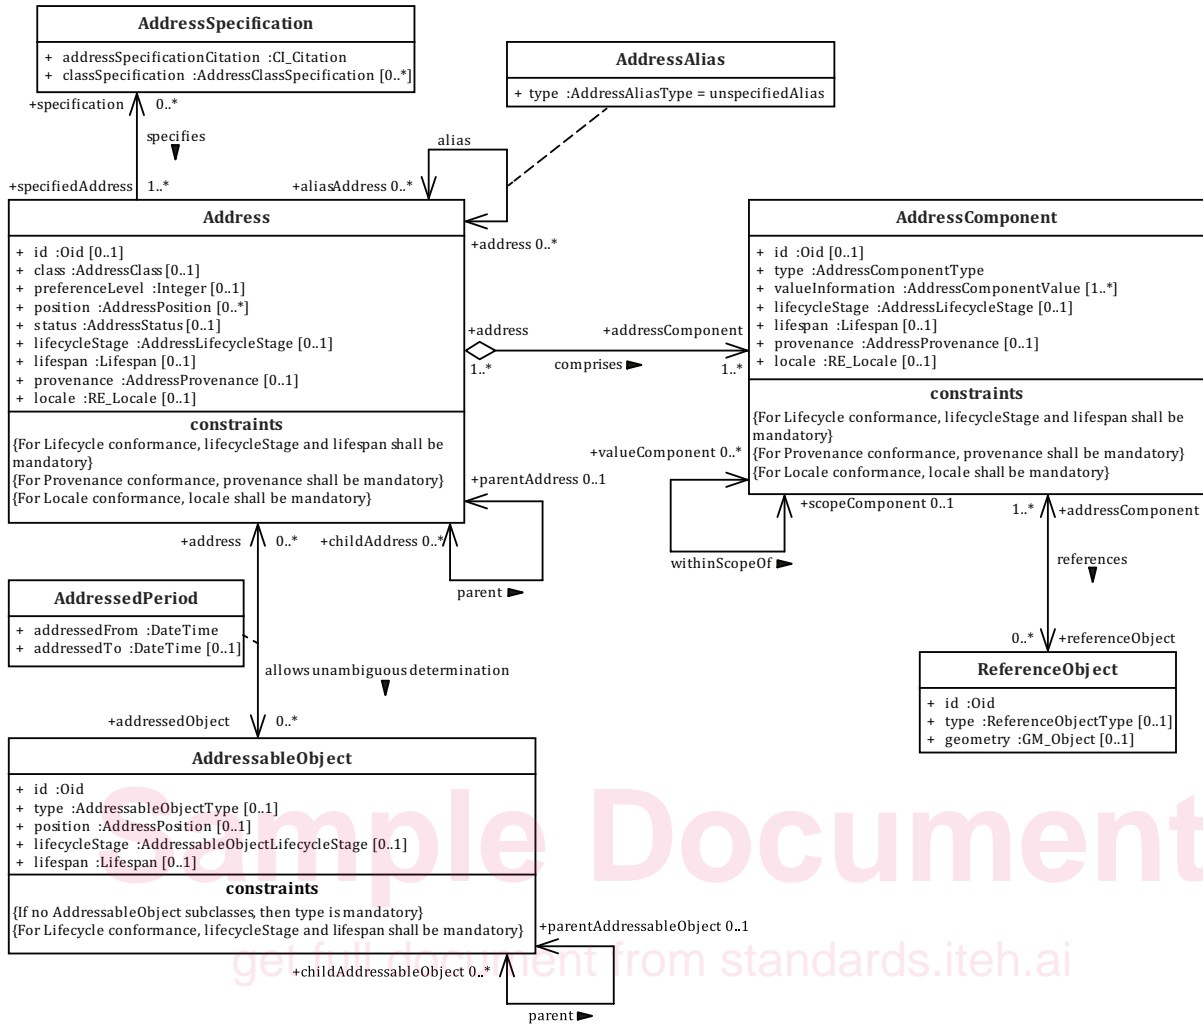 AddressSpecification
+ addressSpecificationCitation :CI_Citation
+ classSpecification :AddressClassSpecification [0..*]
+specification 0..*
specifies
+specifiedAddress 1..*
AddressAlias
+ type :AddressAliasType = unspecifiedAlias
alias
+aliasAddress 0..*
+address 0..*
Address
+ id :Oid [0..1]
+ class :AddressClass [0..1]
+ preferenceLevel :Integer [0..1]
+ position :AddressPosition [0..*]
+ status :AddressStatus [0..1]
+ lifecycleStage :AddressLifecycleStage [0..1]
+ lifespan :Lifespan [0..1]
+ provenance :AddressProvenance [0..1]
+ locale :RE_Locale [0..1]
constraints
{For Lifecycle conformance, lifecycleStage and lifespan shall be
mandatory}
{For Provenance conformance, provenance shall be mandatory}
{For Locale conformance, locale shall be mandatory}
+address
1..*
comprises
+addressComponent
1..*
AddressComponent
+ id :Oid [0..1]
+ type :AddressComponentType
+ valueInformation :AddressComponentValue [1..*]
+ lifecycleStage :AddressLifecycleStage [0..1]
+ lifespan :Lifespan [0..1]
+ provenance :AddressProvenance [0..1]
+ locale :RE_Locale [0..1]
constraints
{For Lifecycle conformance, lifecycleStage and lifespan shall be
mandatory}
{For Provenance conformance, provenance shall be mandatory}
{For Locale conformance, locale shall be mandatory}
+parentAddress 0..1
+childAddress 0..*
parent
+valueComponent 0..*
+scopeComponent 0..1
withinScopeOf
1..* +addressComponent
references
0..* +referenceObject
ReferenceObject
+ id :Oid
+ type :ReferenceObjectType [0..1]
+ geometry :GM_Object [0..1]
+address 0..*
AddressedPeriod
+ addressedFrom :DateTime
+ addressedTo :DateTime [0..1]
allows unambiguous determination
+addressedObject 0..*
AddressableObject
+ id :Oid
+ type :AddressableObjectType [0..1]
+ position :AddressPosition [0..1]
+ lifecycleStage :AddressableObjectLifecycleStage [0..1]
+ lifespan :Lifespan [0..1]
constraints
{If no AddressableObject subclasses, then type is mandatory}
{For Lifecycle conformance, lifecycleStage and lifespan shall be mandatory}
+parentAddressableObject 0..1
+childAddressableObject 0..*
parent
Sample Document
get full document from standards.iteh.ai